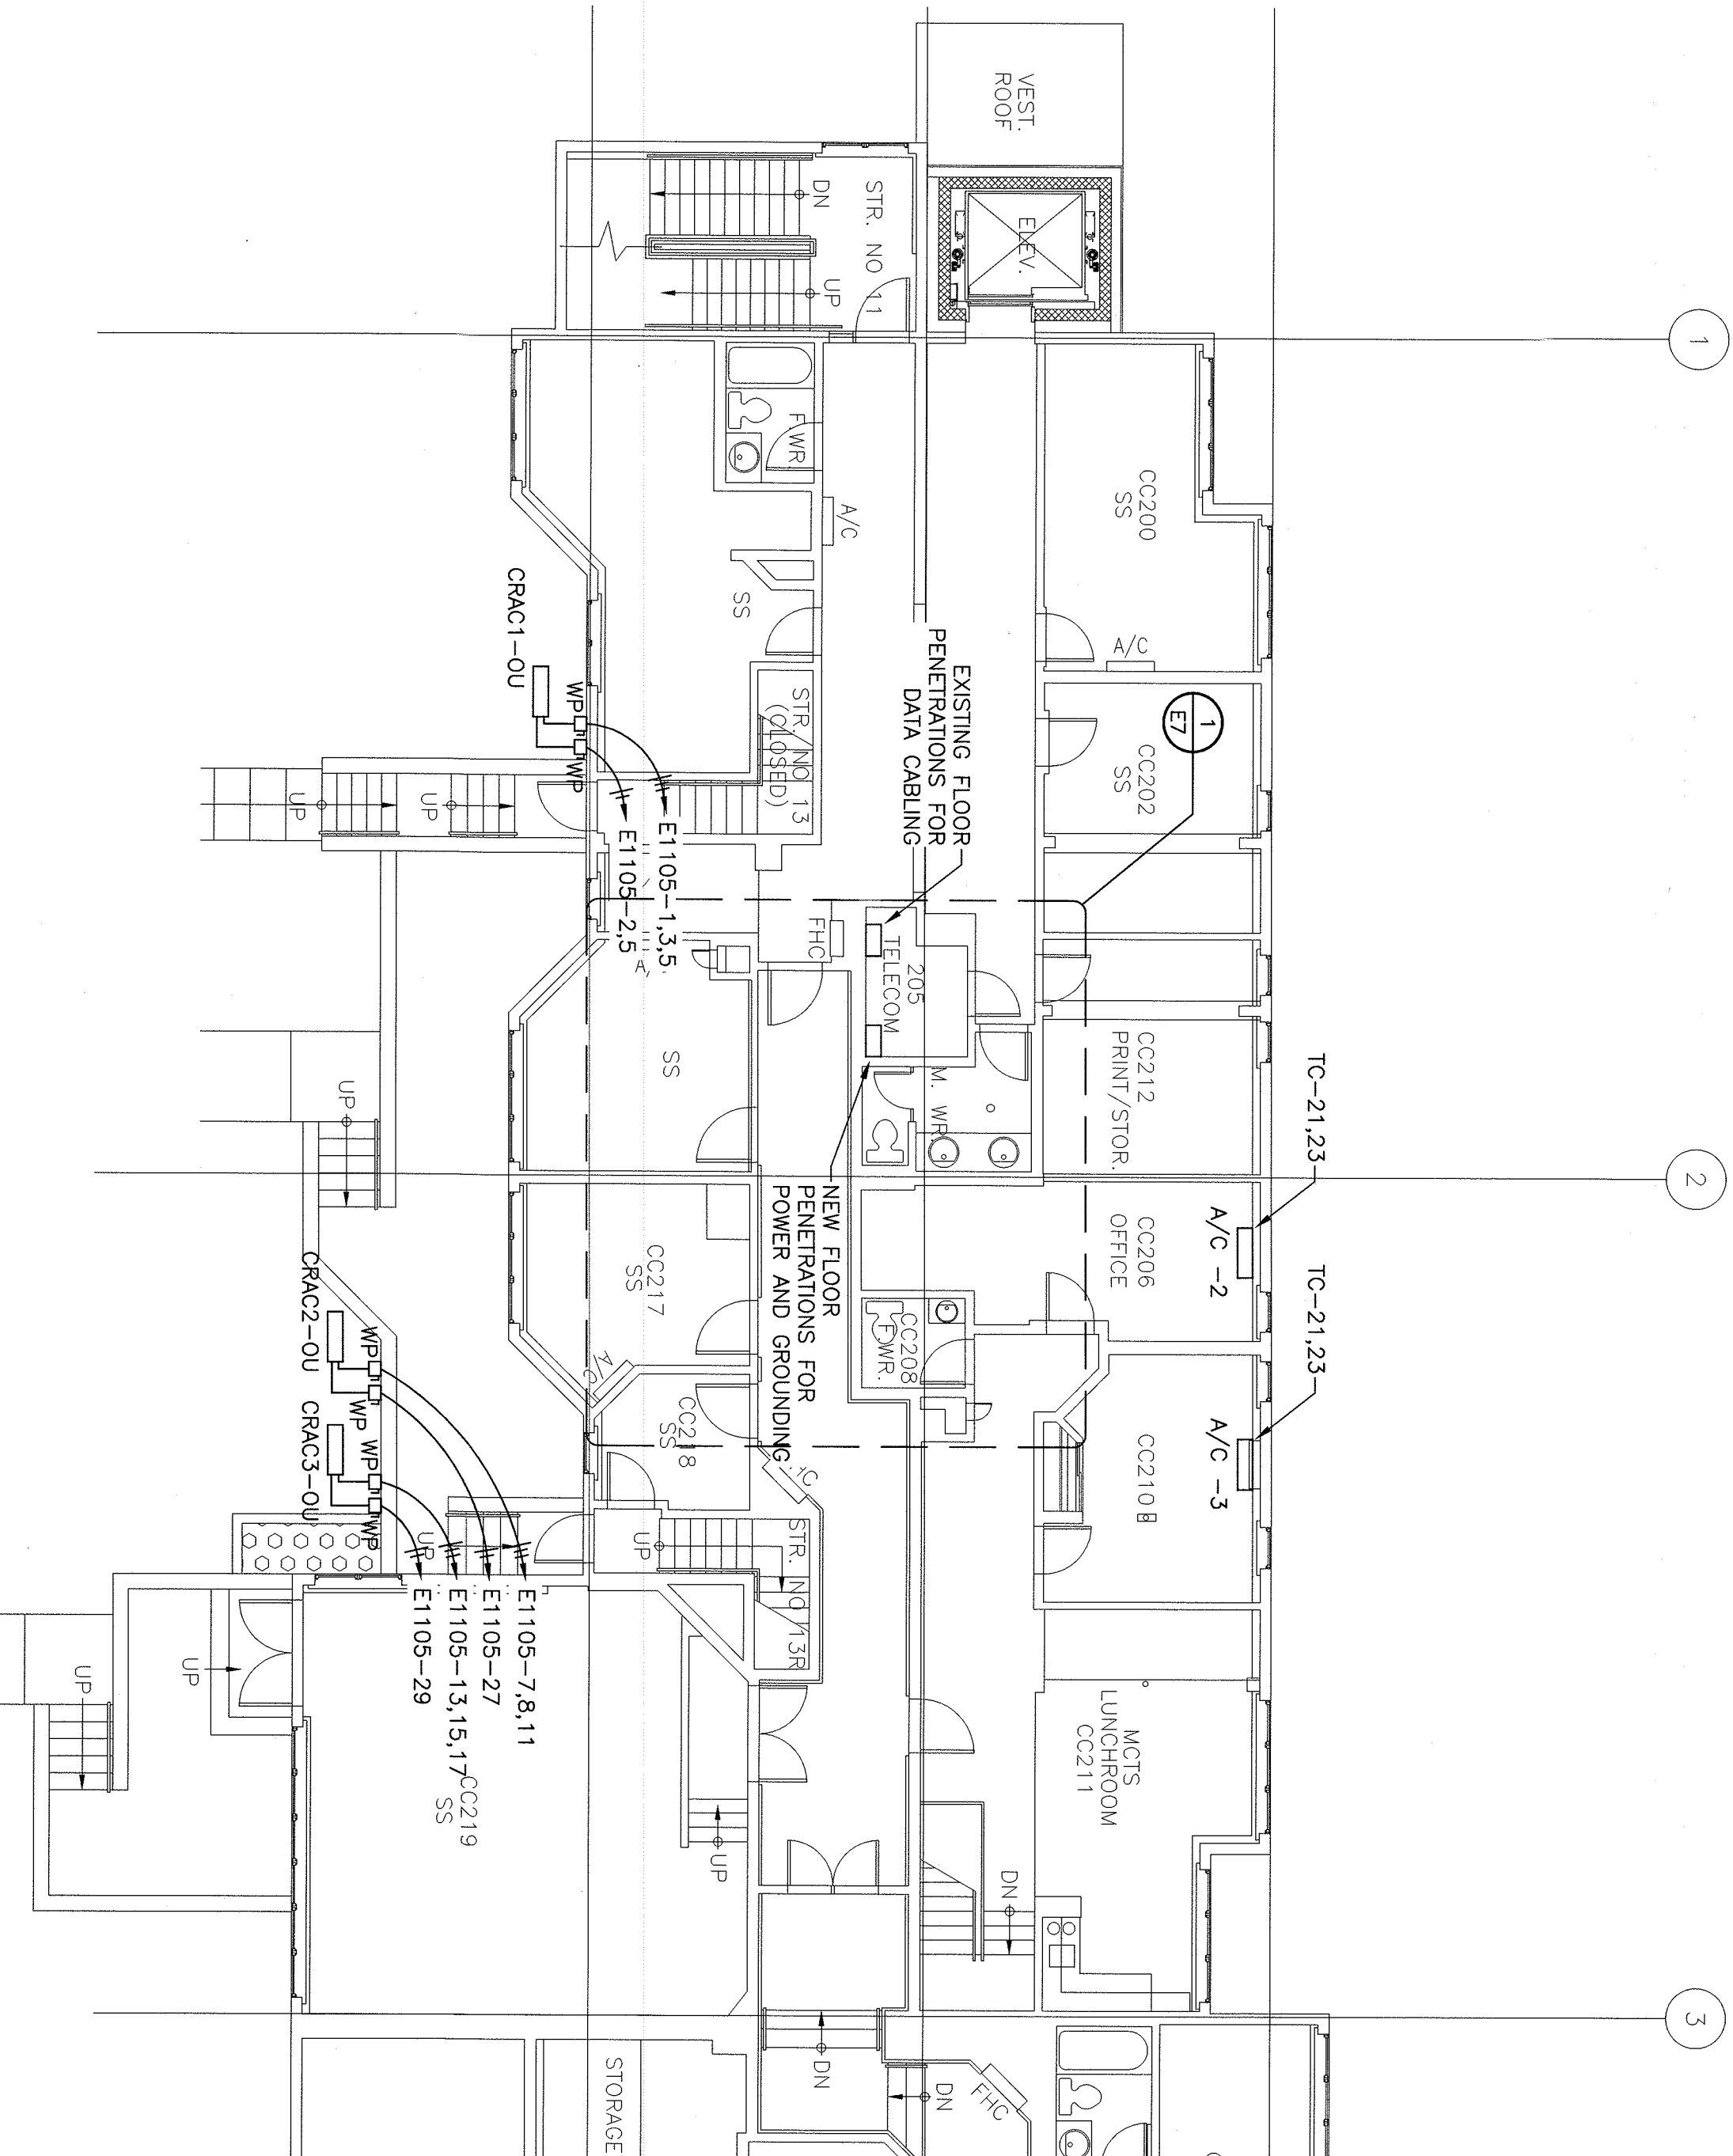 1
2
3
VEST.
ROOF
ELEV.
STR. NO 11
DN
UP
CC200
SS
A/C
F.WR.
A/C
SS
STR. NO 13
(CLOSED)
CRAC1-OU
WP
WP
E1105-1,3,5
E1105-2,5
UP
UP
EXISTING FLOOR
PENETRATIONS FOR
DATA CABLING
1
E7
CC202
SS
FHC
205
TELECOM
CC212
PRINT/STOR.
M. WR.
SS
UP
NEW FLOOR
PENETRATIONS FOR
POWER AND GROUNDING
TC-21,23
A/C -2
CC206
OFFICE
TC-21,23
A/C -3
CC210
CC208
F.WR.
CC217
SS
A/C
CC218
SS
CRAC2-OU
WP
WP
CRAC3-OU
WP
WP
UP
UP
STR. NO 13R
E1105-7,8,11
E1105-27
E1105-13,15,17
E1105-29
CC219
SS
UP
UP
UP
MCTS
LUNCHROOM
CC211
DN
DN
DN
FHC
STORAGE